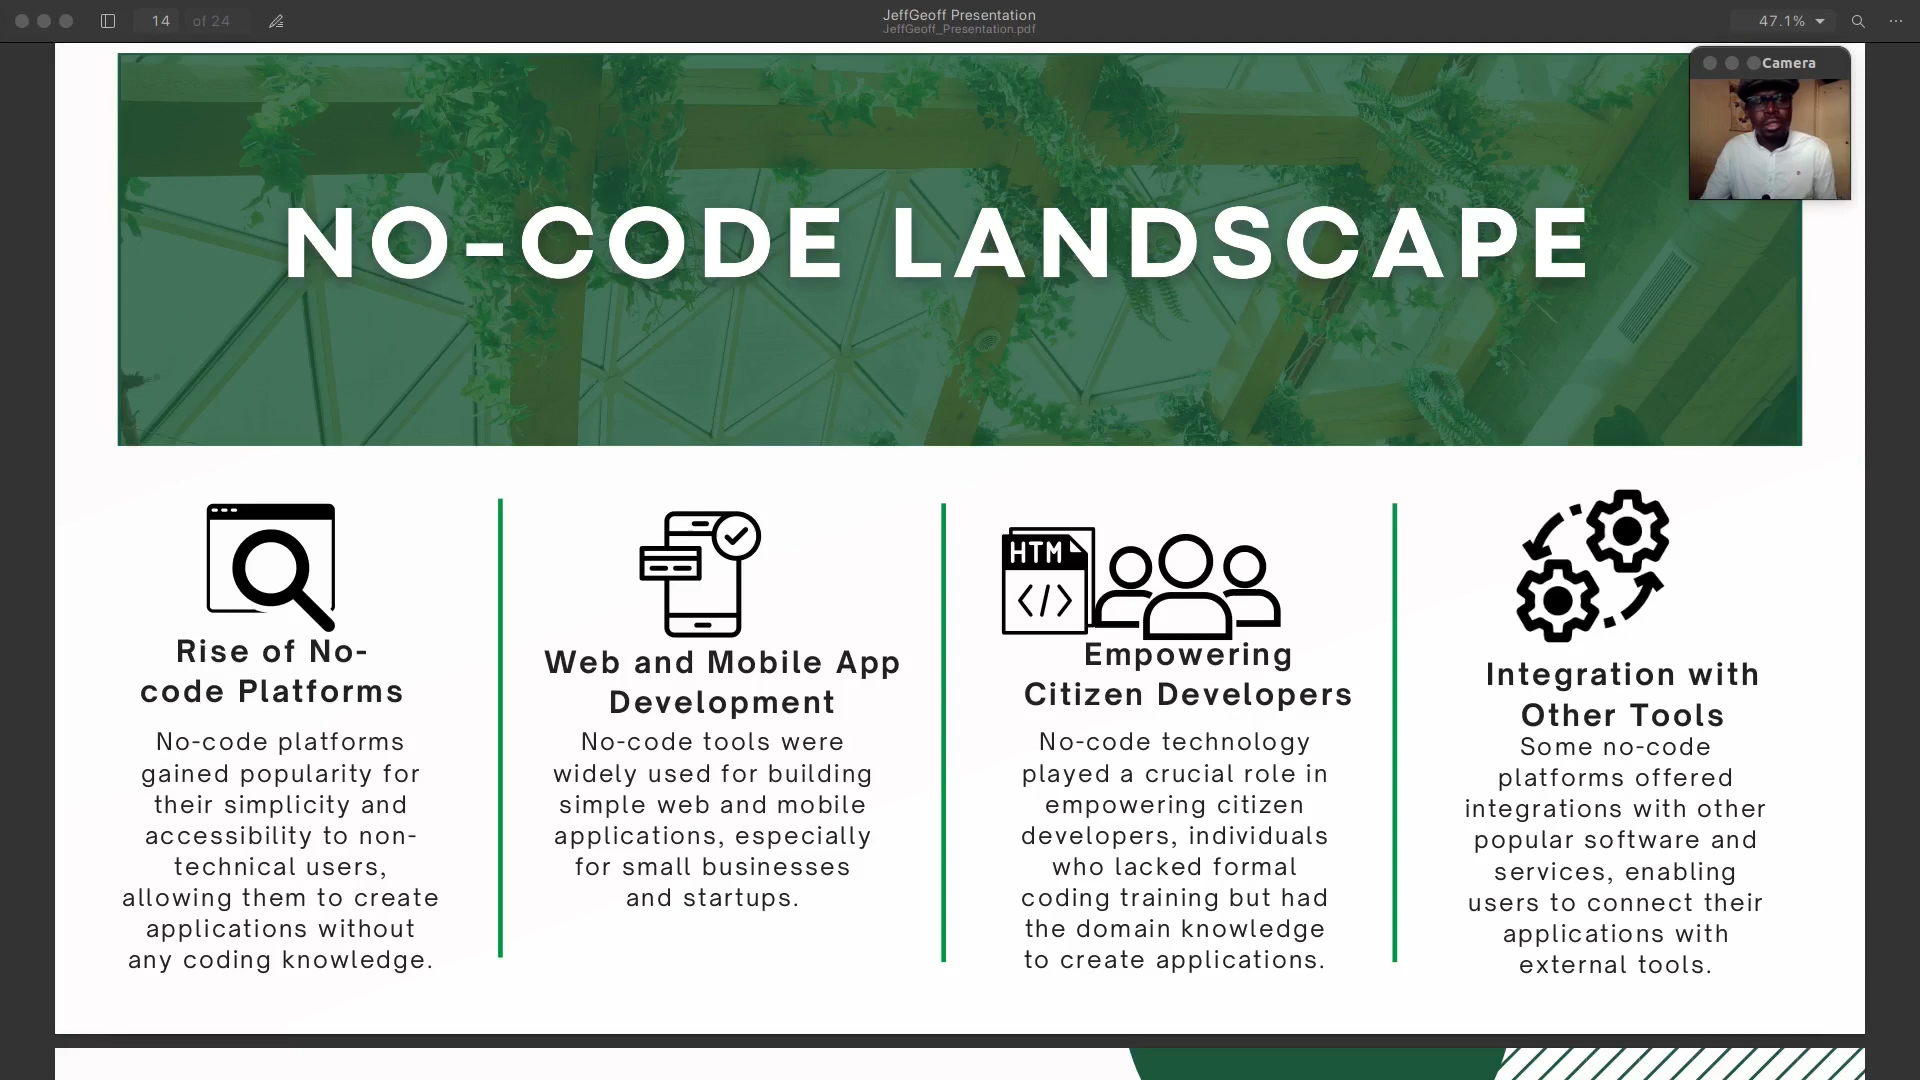 14 of 24
JeffGeoff Presentation
JeffGeoff_Presentation.pdf
47.1%
Camera
NO-CODE LANDSCAPE
HTM
</>
Rise of No-
code Platforms
No-code platforms
gained popularity for
their simplicity and
accessibility to non-
technical users,
allowing them to create
applications without
any coding knowledge.
Web and Mobile App
Development
No-code tools were
widely used for building
simple web and mobile
applications, especially
for small businesses
and startups.
Empowering
Citizen Developers
No-code technology
played a crucial role in
empowering citizen
developers, individuals
who lacked formal
coding training but had
the domain knowledge
to create applications.
Integration with
Other Tools
Some no-code
platforms offered
integrations with other
popular software and
services, enabling
users to connect their
applications with
external tools.